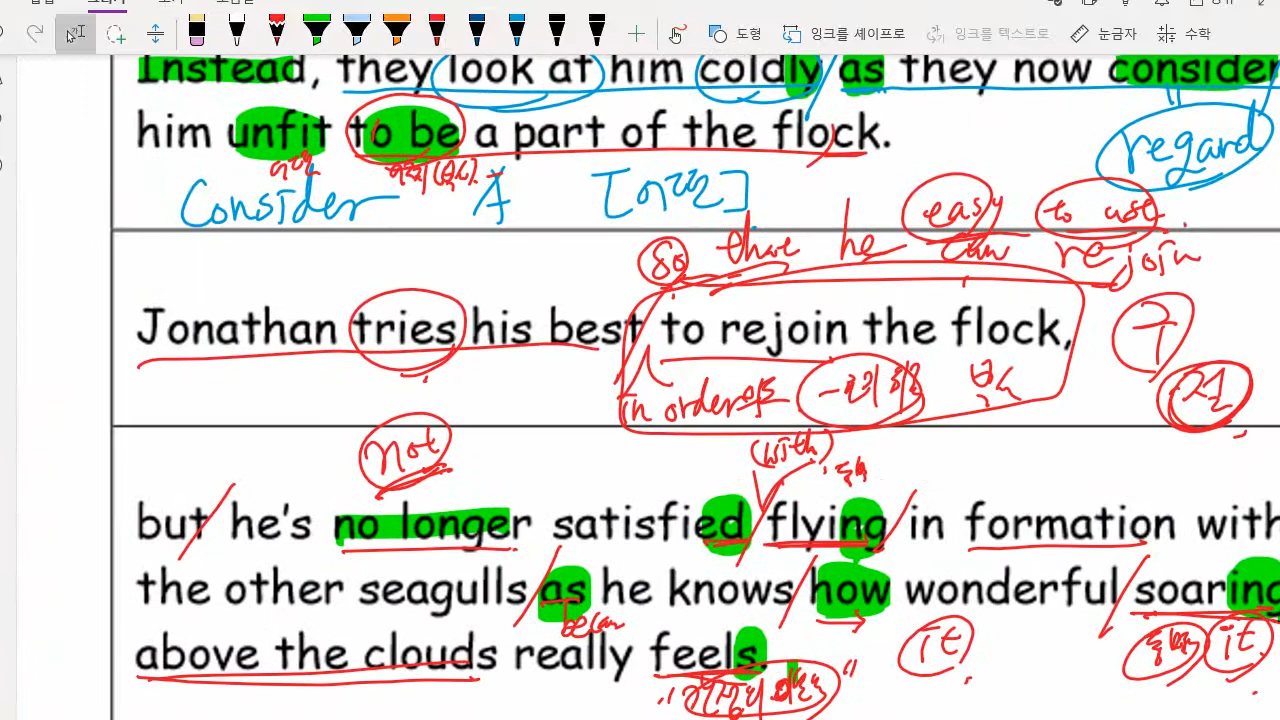 도형 잉크를 셰이프로 잉크를 텍스트로 눈금자 수학
Instead, they look at him coldly as they now consider
him unfit to be a part of the flock.
regard
Consider A
easy to use
So that he can rejoin
Jonathan tries his best to rejoin the flock,
in order
not
(with)
but he's no longer satisfied flying in formation with
the other seagulls as he knows how wonderful soaring
it it
above the clouds really feels.